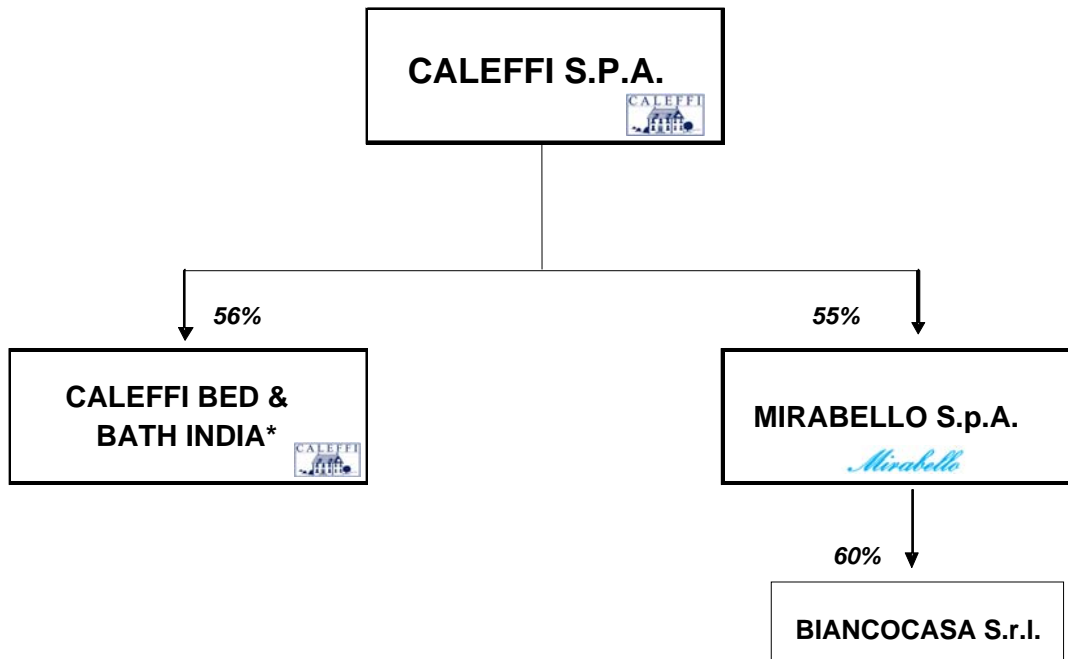 CALEFFI S.P.A.
CALEFFI
56%
55%
CALEFFI BED &
BATH INDIA*
CALEFFI
MIRABELLO S.p.A.
Mirabello
60%
BIANCOCASA S.r.l.